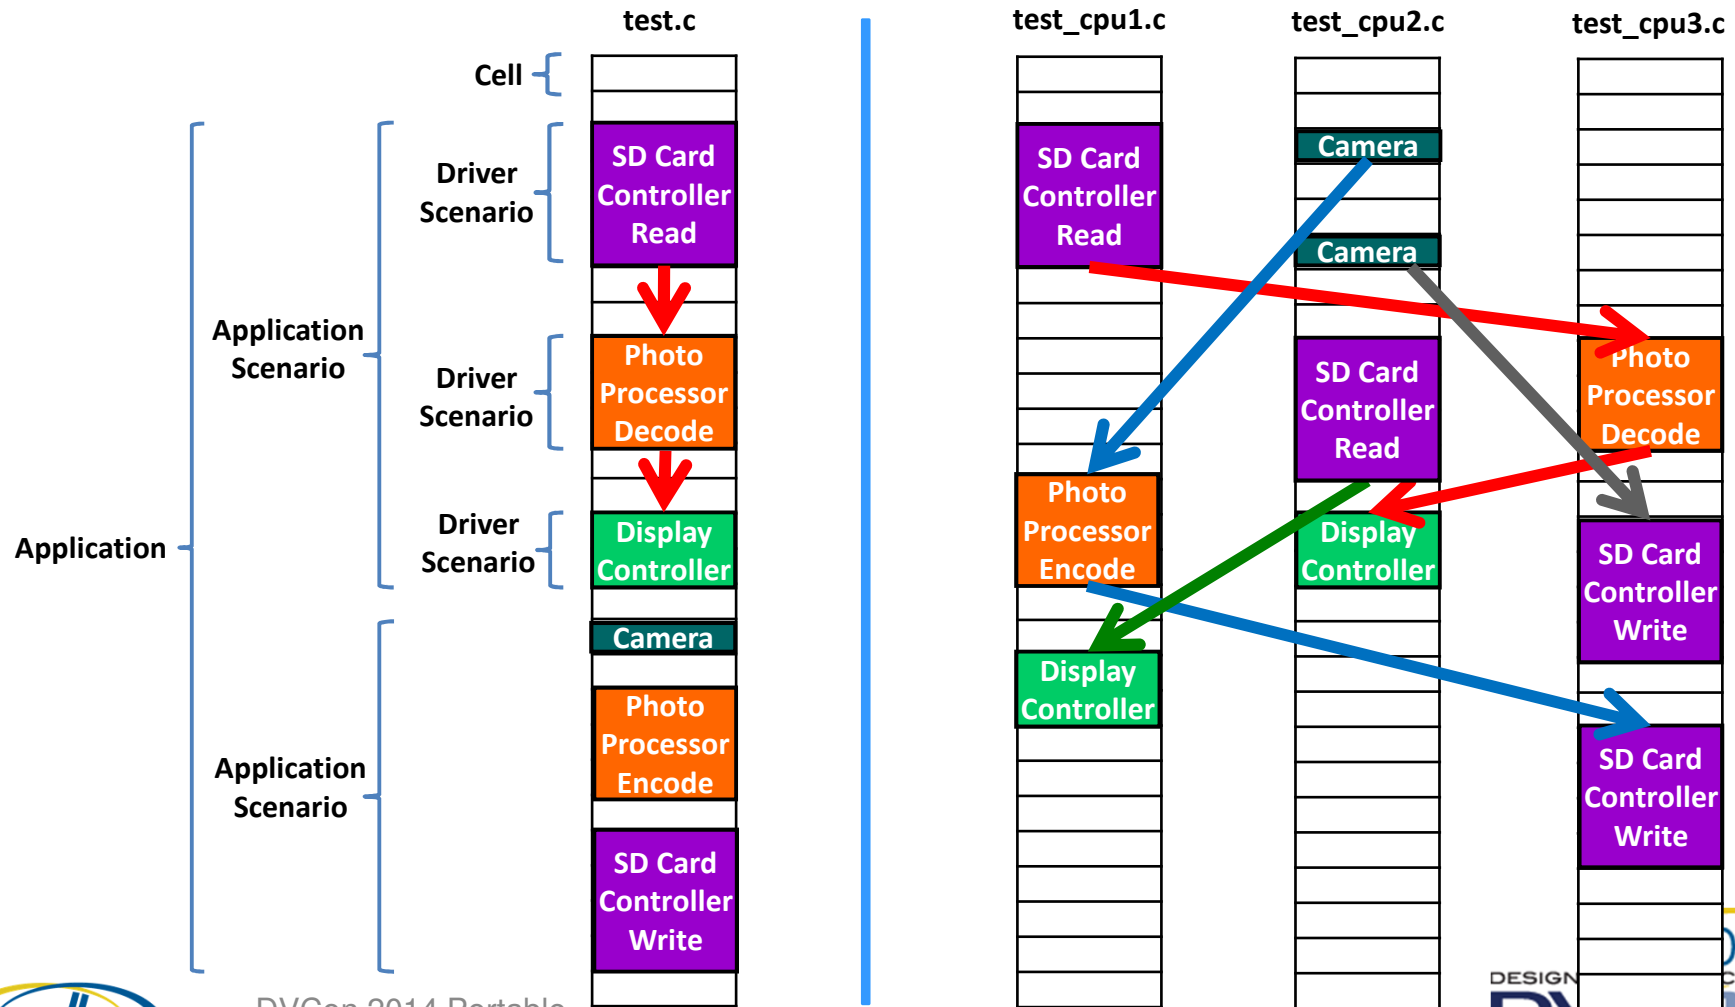 test.c
test_cpu1.c
test_cpu2.c
test_cpu3.c
Cell
Application
Application
Scenario
Driver
Scenario
Driver
Scenario
Driver
Scenario
Application
Scenario
SD Card
Controller
Read
Photo
Processor
Decode
Display
Controller
Camera
Photo
Processor
Encode
SD Card
Controller
Write
SD Card
Controller
Read
Photo
Processor
Encode
Display
Controller
Camera
Camera
SD Card
Controller
Read
Display
Controller
Photo
Processor
Decode
SD Card
Controller
Write
SD Card
Controller
Write
DVCon 2014 Portable
DESIGN